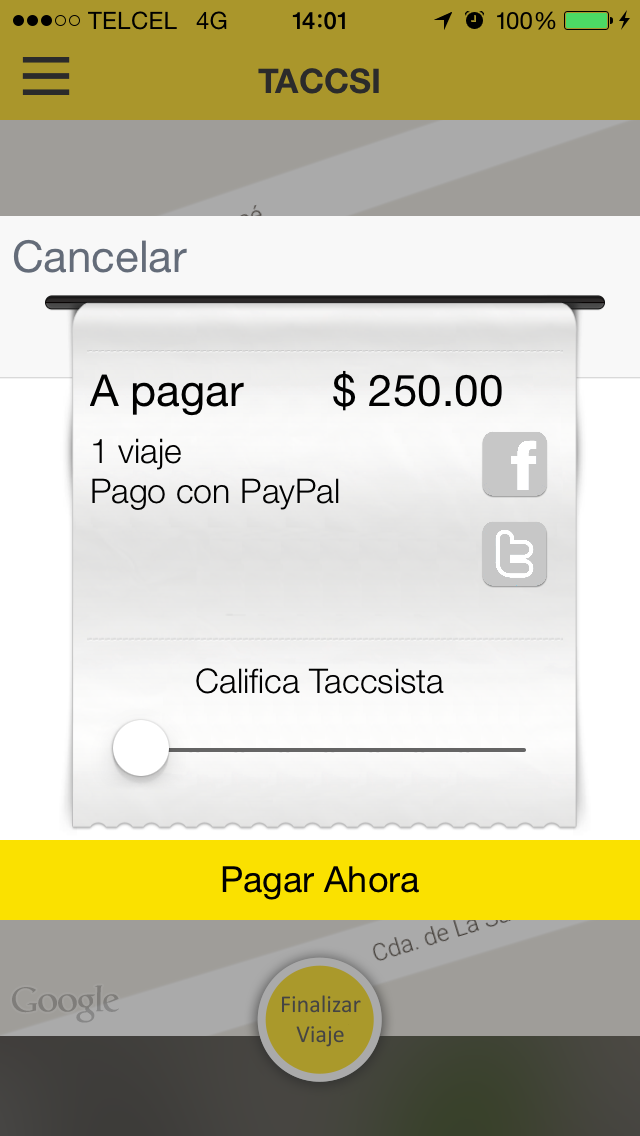 TELCEL 4G 14:01 100%
TACCSI
Cancelar
A pagar $ 250.00
1 viaje
Pago con PayPal
Califica Taccsista
Pagar Ahora
Cda. de La
Google
Finalizar
Viaje